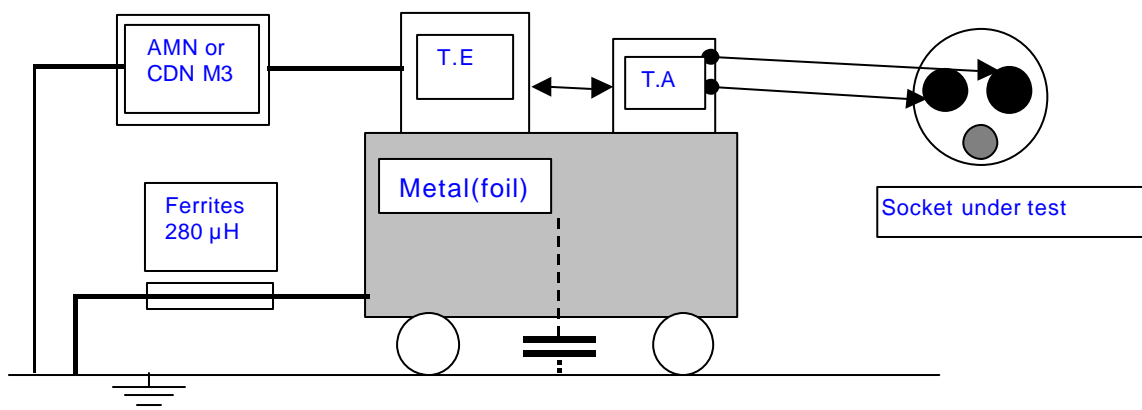 AMN or
CDN M3
T.E
T.A
Metal(foil)
Ferrites
280 µH
Socket under test